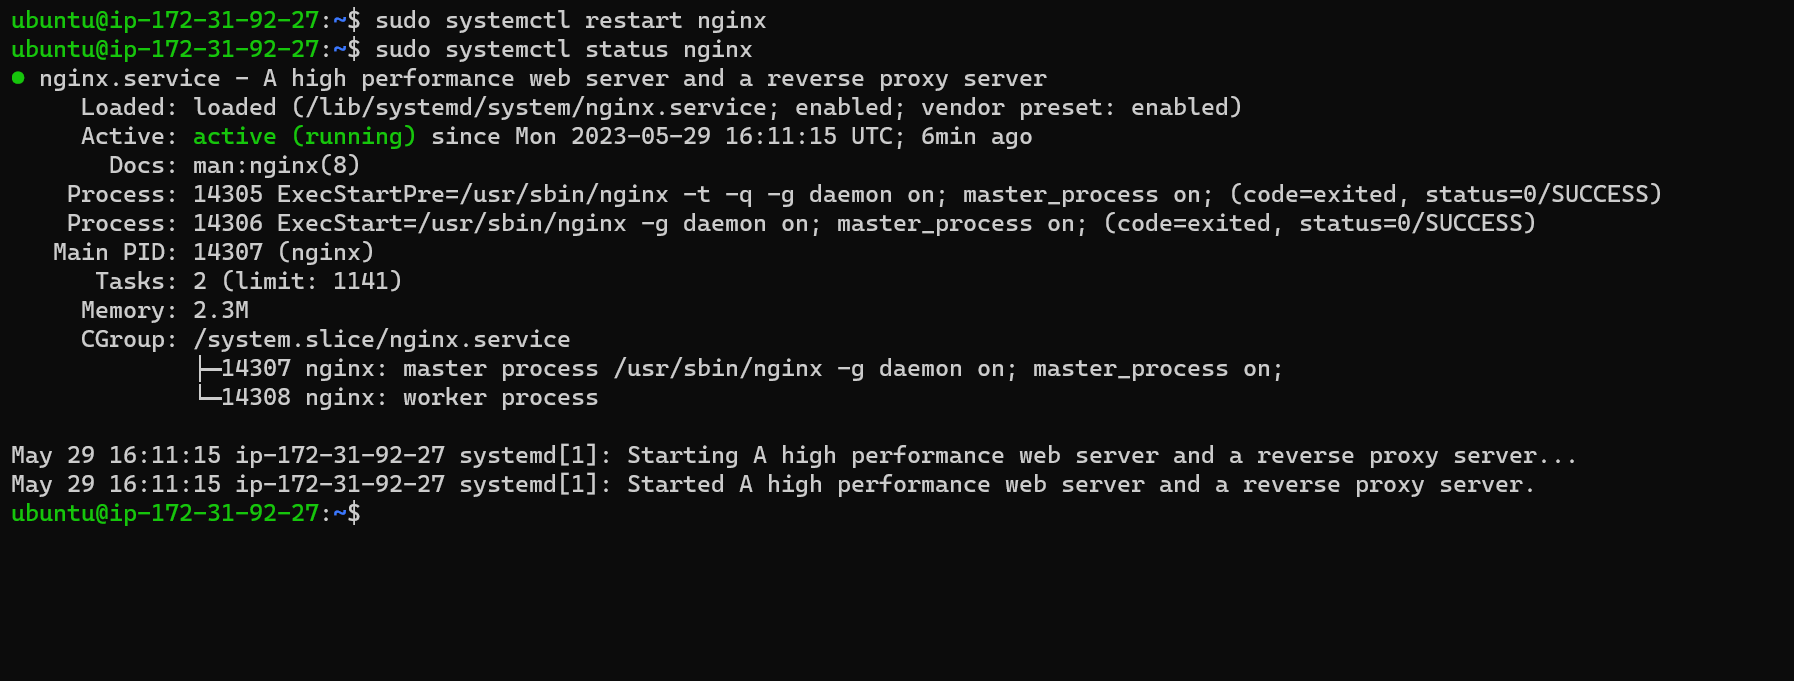 ubuntu@ip-172-31-92-27:~$ sudo systemctl restart nginx
ubuntu@ip-172-31-92-27:~$ sudo systemctl status nginx
● nginx.service - A high performance web server and a reverse proxy server
     Loaded: loaded (/lib/systemd/system/nginx.service; enabled; vendor preset: enabled)
     Active: active (running) since Mon 2023-05-29 16:11:15 UTC; 6min ago
       Docs: man:nginx(8)
    Process: 14305 ExecStartPre=/usr/sbin/nginx -t -q -g daemon on; master_process on; (code=exited, status=0/SUCCESS)
    Process: 14306 ExecStart=/usr/sbin/nginx -g daemon on; master_process on; (code=exited, status=0/SUCCESS)
   Main PID: 14307 (nginx)
      Tasks: 2 (limit: 1141)
     Memory: 2.3M
     CGroup: /system.slice/nginx.service
             ├─14307 nginx: master process /usr/sbin/nginx -g daemon on; master_process on;
             └─14308 nginx: worker process

May 29 16:11:15 ip-172-31-92-27 systemd[1]: Starting A high performance web server and a reverse proxy server...
May 29 16:11:15 ip-172-31-92-27 systemd[1]: Started A high performance web server and a reverse proxy server.
ubuntu@ip-172-31-92-27:~$